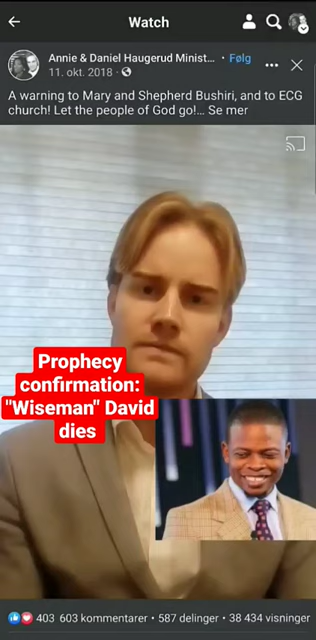 Watch
Annie & Daniel Haugerud Minist... • Følg
11. okt. 2018 •
A warning to Mary and Shepherd Bushiri, and to ECG
church! Let the people of God go!... Se mer
Prophecy
confirmation:
"Wiseman" David
dies
403 603 kommentarer • 587 delinger • 38 434 visninger